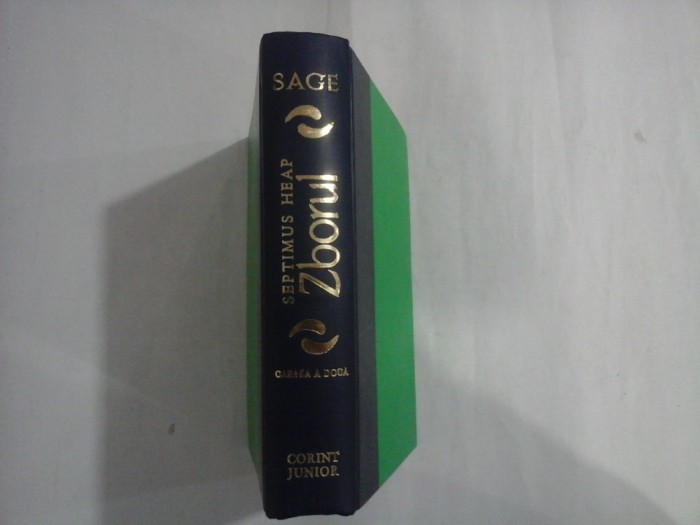 SAGE
SEPTIMUS HEAP
Zborul
CARTEA A DOUA
CORINT
JUNIOR